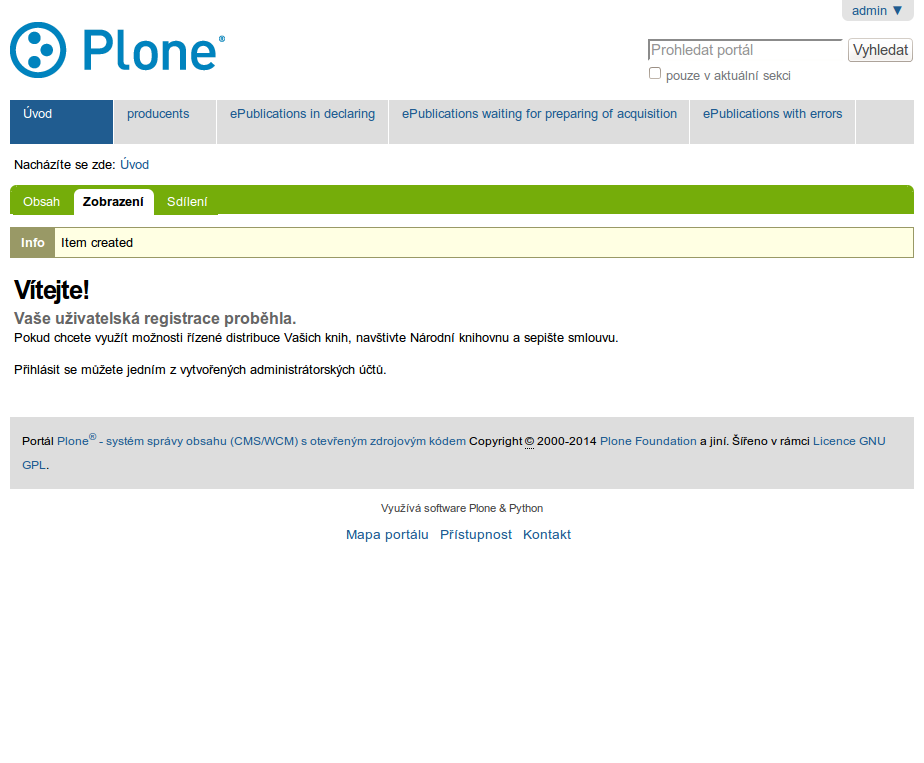 admin ▼
Plone®
Prohledat portál
Vyhledat
pouze v aktuální sekci
Úvod
producents
ePublications in declaring
ePublications waiting for preparing of acquisition
ePublications with errors
Nacházíte se zde: Úvod
Obsah
Zobrazení
Sdílení
Info
Item created
Vítejte!
Vaše uživatelská registrace proběhla.
Pokud chcete využít možnosti řízené distribuce Vašich knih, navštivte Národní knihovnu a sepište smlouvu.
Přihlásit se můžete jedním z vytvořených administrátorských účtů.
Portál Plone® - systém správy obsahu (CMS/WCM) s otevřeným zdrojovým kódem Copyright © 2000-2014 Plone Foundation a jiní. Šířeno v rámci Licence GNU
GPL.
Využívá software Plone & Python
Mapa portálu Přístupnost Kontakt